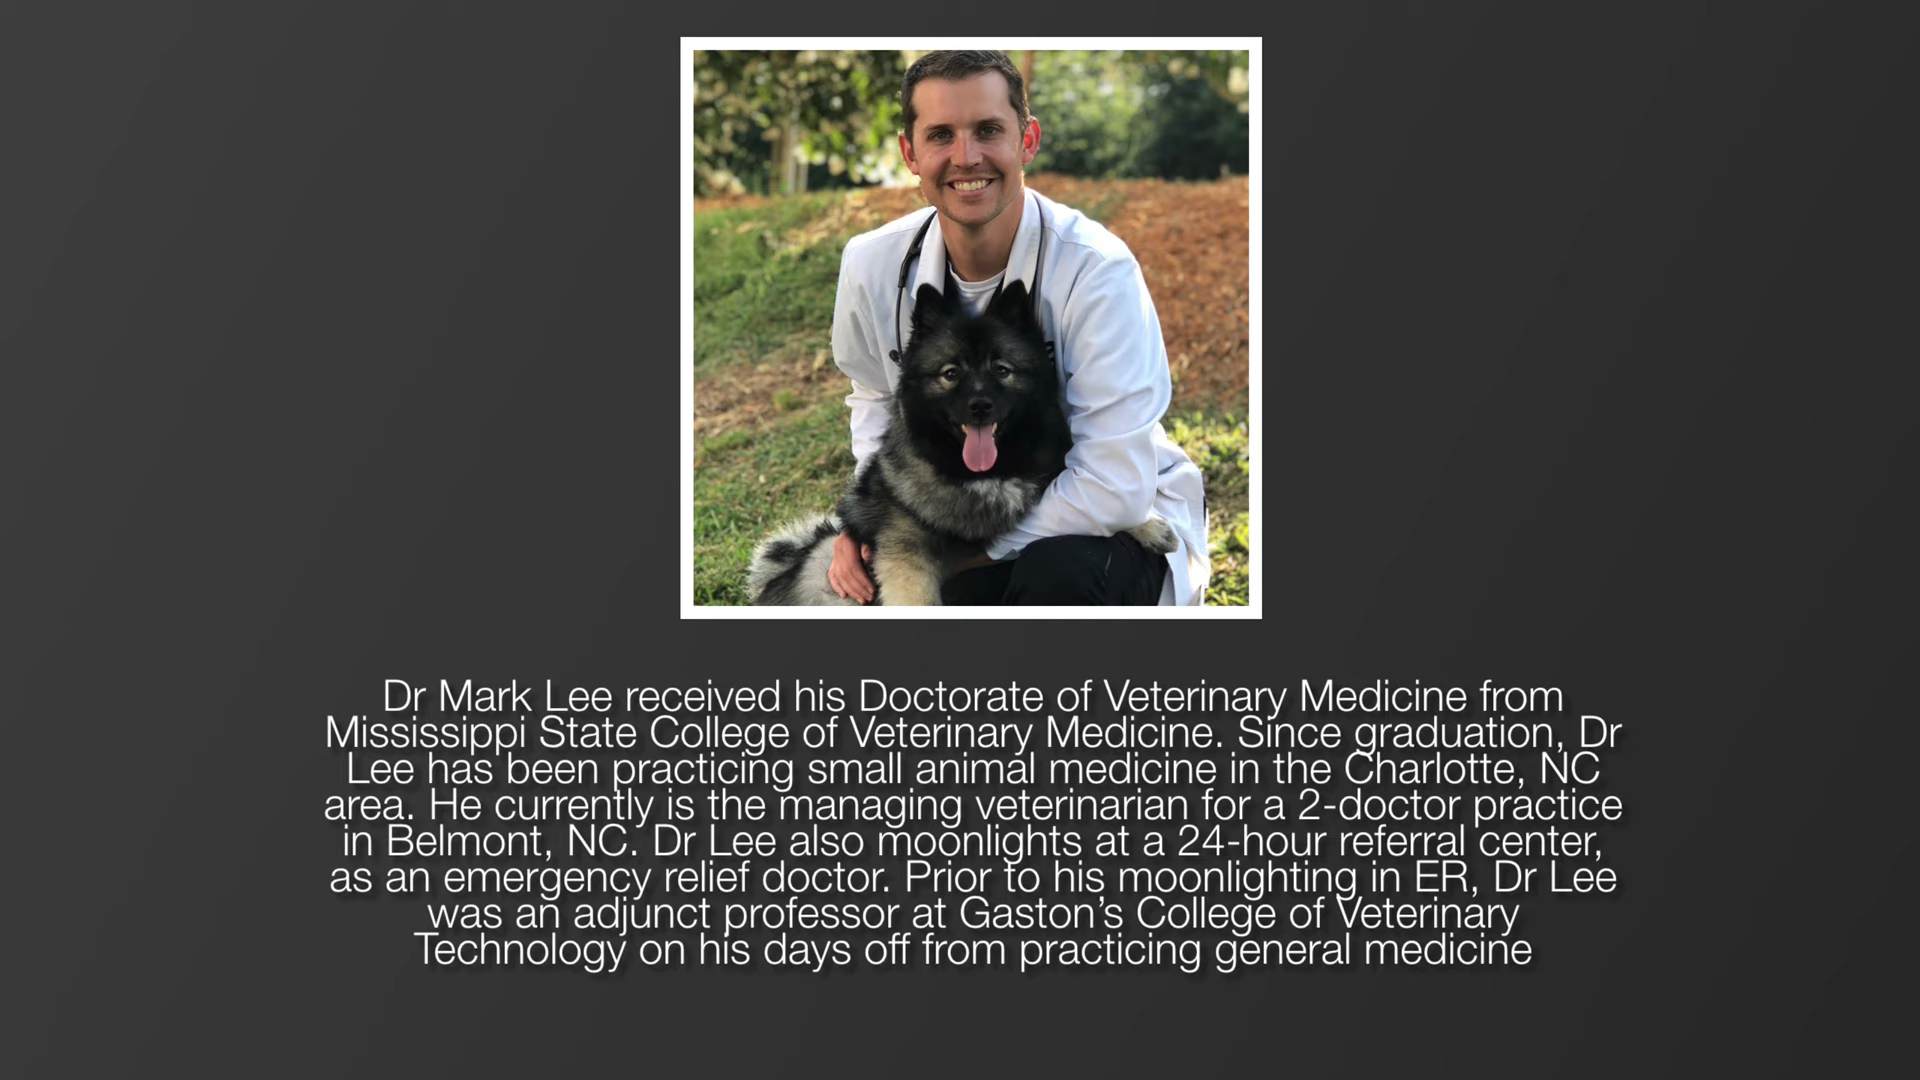 Dr Mark Lee received his Doctorate of Veterinary Medicine from
Mississippi State College of Veterinary Medicine. Since graduation, Dr
Lee has been practicing small animal medicine in the Charlotte, NC
area. He currently is the managing veterinarian for a 2-doctor practice
in Belmont, NC. Dr Lee also moonlights at a 24-hour referral center,
as an emergency relief doctor. Prior to his moonlighting in ER, Dr Lee
was an adjunct professor at Gaston’s College of Veterinary
Technology on his days off from practicing general medicine